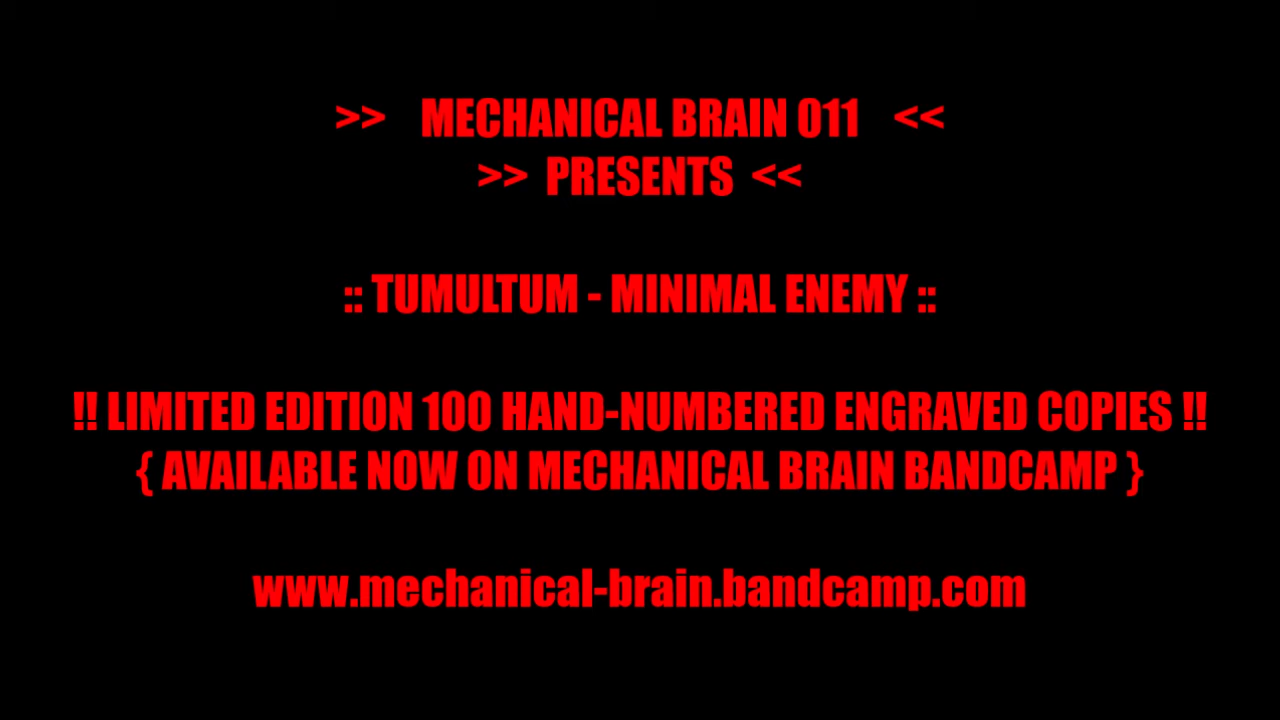 >> MECHANICAL BRAIN 011 <<
>> PRESENTS <<
:: TUMULTUM - MINIMAL ENEMY ::
!! LIMITED EDITION 100 HAND-NUMBERED ENGRAVED COPIES !!
{ AVAILABLE NOW ON MECHANICAL BRAIN BANDCAMP }
www.mechanical-brain.bandcamp.com